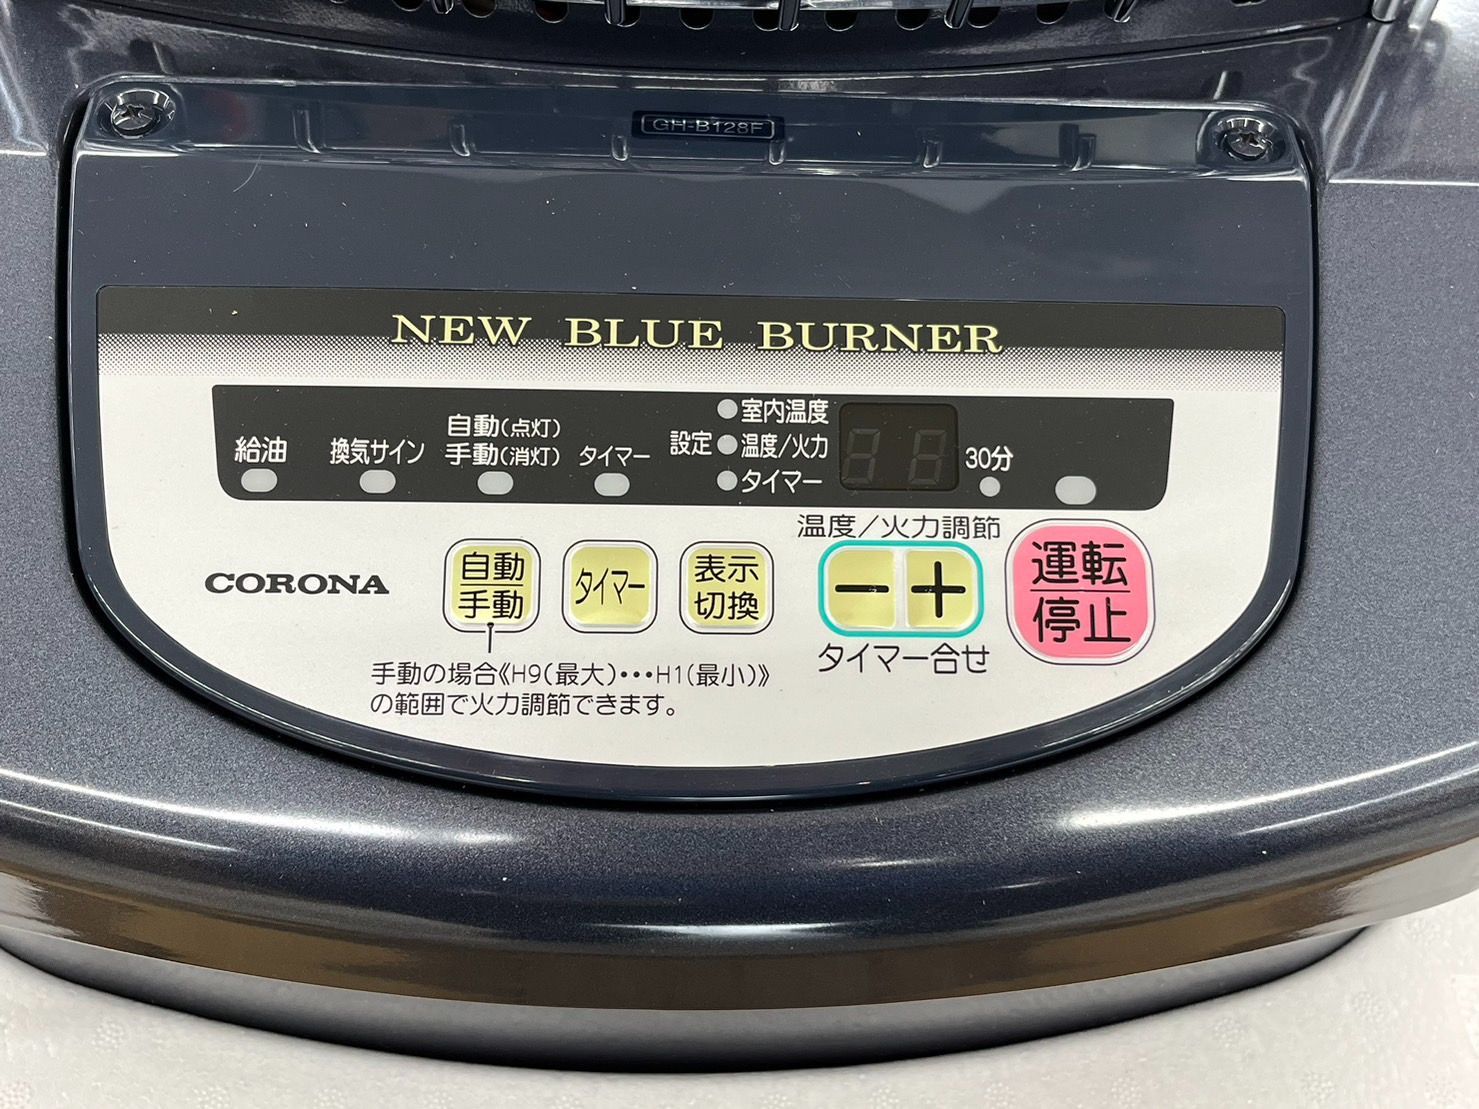 GH-B128F
NEW BLUE BURNER
給油
換気サイン
自動(点灯)
手動(消灯)
タイマー
設定
室内温度
温度/火力
タイマー
30分
温度/火力調節
CORONA
自動
手動
タイマー
表示
切換
− +
運転
停止
タイマー合せ
手動の場合《H9(最大)・・・H1(最小)》
の範囲で火力調節できます。